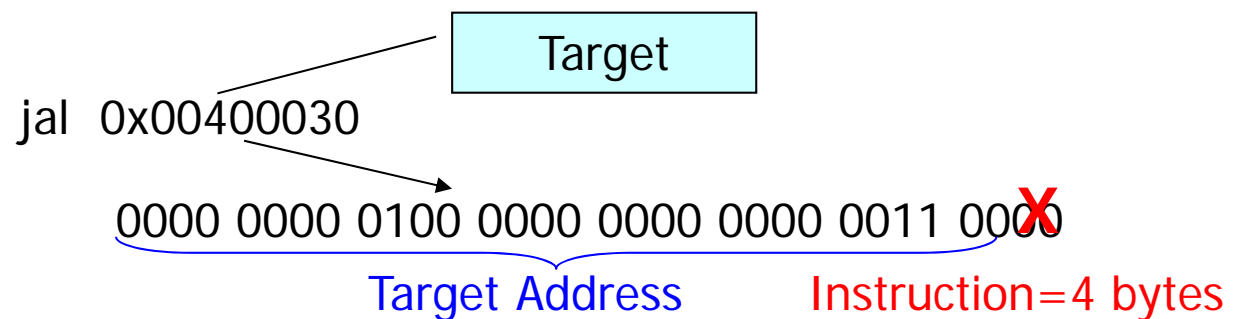 Target
jal 0x00400030
0000 0000 0100 0000 0000 0000 0011 0000
X
Target Address
Instruction=4 bytes